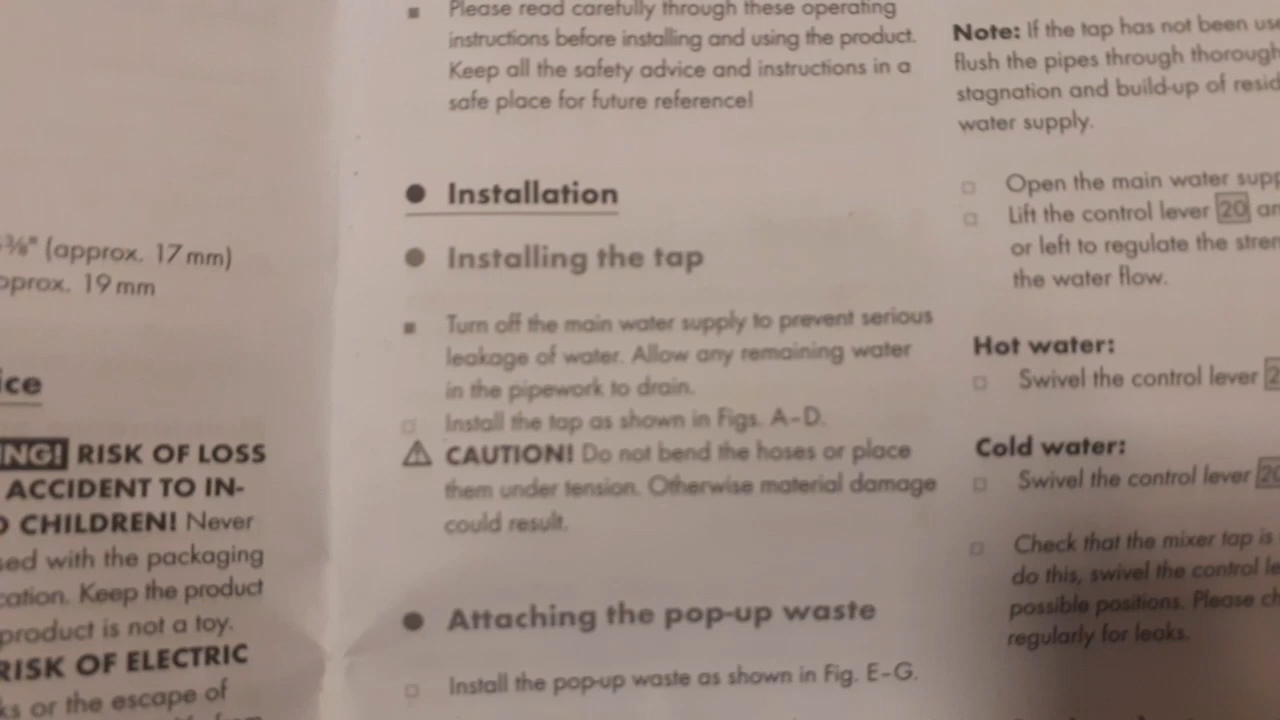 ⅜" (approx. 17 mm)
approx. 19 mm
RISK OF LOSS
ACCIDENT TO IN-
CHILDREN! Never
with the packaging
Keep the product
product is not a toy.
RISK OF ELECTRIC
or the escape of
Please read carefully through these operating
instructions before installing and using the product.
Keep all the safety advice and instructions in a
safe place for future reference!
Installation
Installing the tap
Turn off the main water supply to prevent serious
leakage of water. Allow any remaining water
in the pipework to drain.
Install the tap as shown in Figs. A–D.
CAUTION! Do not bend the hoses or place
them under tension. Otherwise material damage
could result.
Attaching the pop-up waste
Install the pop-up waste as shown in Fig. E–G.
Note: If the tap has not been
flush the pipes through
stagnation and build-up of
water supply.
Open the main water
Lift the control lever 20
or left to regulate the
the water flow.
Hot water:
Swivel the control lever
Cold water:
Swivel the control lever 20
Check that the mixer tap is
do this, swivel the control
possible positions. Please
regularly for leaks.